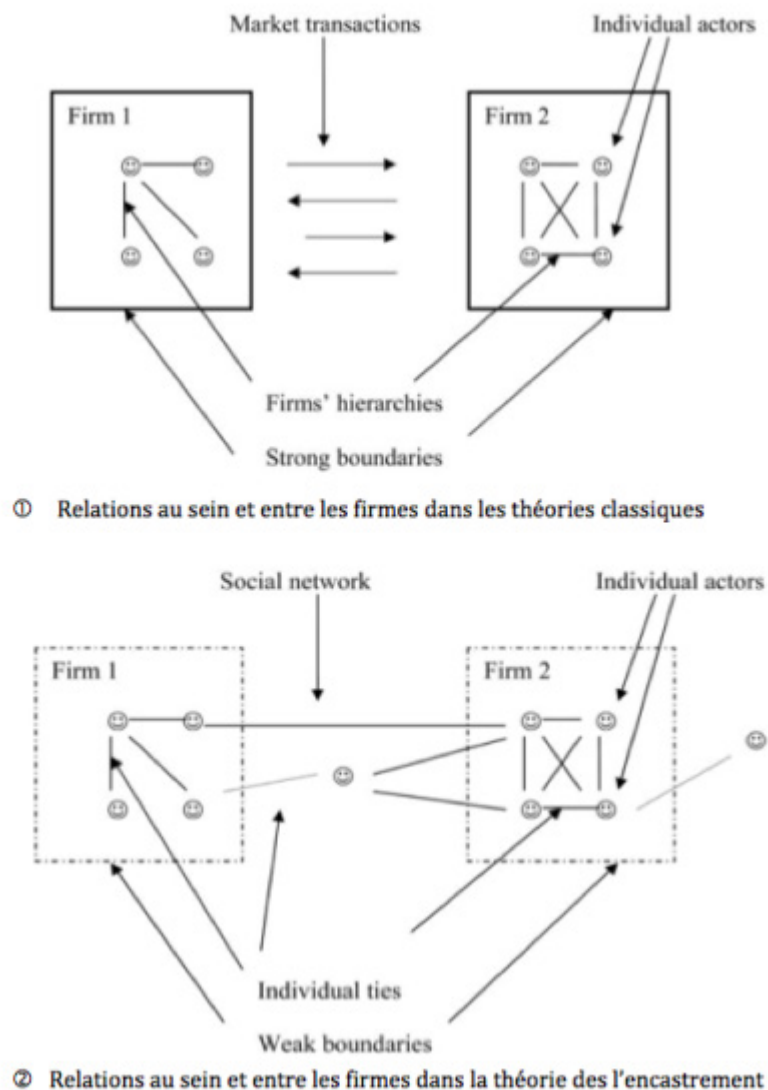 Market transactions
Individual actors
Firm 1
Firm 2
Firms' hierarchies
Strong boundaries
① Relations au sein et entre les firmes dans les théories classiques
Social network
Individual actors
Firm 1
Firm 2
Individual ties
Weak boundaries
② Relations au sein et entre les firmes dans la théorie des l'encastrement